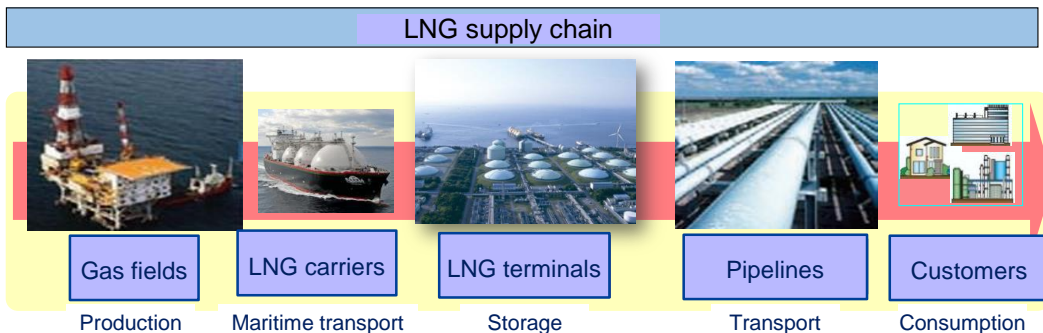 LNG supply chain
Gas fields
LNG carriers
LNG terminals
Pipelines
Customers
Production
Maritime transport
Storage
Transport
Consumption